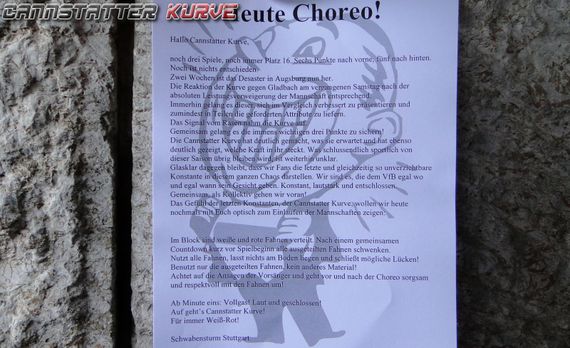 CANNSTATTER KURVE
Heute Choreo!
Hallo Cannstatter Kurve,
noch drei Spiele, noch immer Platz 16. Sechs Punkte nach vorne, fünf nach hinten.
Noch ist nichts entschieden.
Zwei Wochen ist das Desaster in Augsburg nun her.
Die Reaktion der Kurve gegen Gladbach am vergangenen Samstag nach der
absoluten Leistungsverweigerung der Mannschaft entsprechend.
Immerhin gelang es dieser, sich im Vergleich verbessert zu präsentieren und
zumindest in Teilen die geforderten Attribute zu liefern.
Das Signal vom Rasen nahm die Kurve auf.
Gemeinsam gelang es, die immens wichtigen drei Punkte zu sichern!
Die Cannstatter Kurve hat das gebracht, was sie erwartet und hat ebenso
deutlich gezeigt, welche Kraft in ihr steckt. Was schlussendlich sportlich von
dieser Saison übrig bleiben wird, ist weiterhin unklar.
Glasklar dagegen bleibt, dass wir Fans die letzte und gleichzeitig so unverzichtbare
Konstante in diesem ganzen Chaos darstellen. Wir sind es, die dem VfB egal wo
und egal wann sein Gesicht geben. Konstant, lautstark und entschlossen.
Gemeinsam, als Kollektiv gehen wir voran!
Das Gefühl der letzten Konstanten, der Cannstatter Kurve, wollen wir heute
nochmals mit Euch optisch zum Einlaufen der Mannschaften zeigen:
Im Block sind weiße und rote Fahnen verteilt. Nach einem gemeinsamen
Countdown kurz vor Spielbeginn alle ausgeteilten Fahnen schwenken.
Nutzt alle Fahnen, lasst nichts am Boden liegen und schließt mögliche Lücken!
Benutzt nur die ausgeteilten Fahnen, kein anderes Material!
Achtet auf die Ansagen der Vorsänger und geht vor und nach der Choreo sorgsam
und respektvoll mit den Fahnen um!
Ab Minute eins: Vollgas! Laut und geschlossen!
Auf geht's Cannstatter Kurve!
Für immer Weiß-Rot!
Schwabensturm Stuttgart